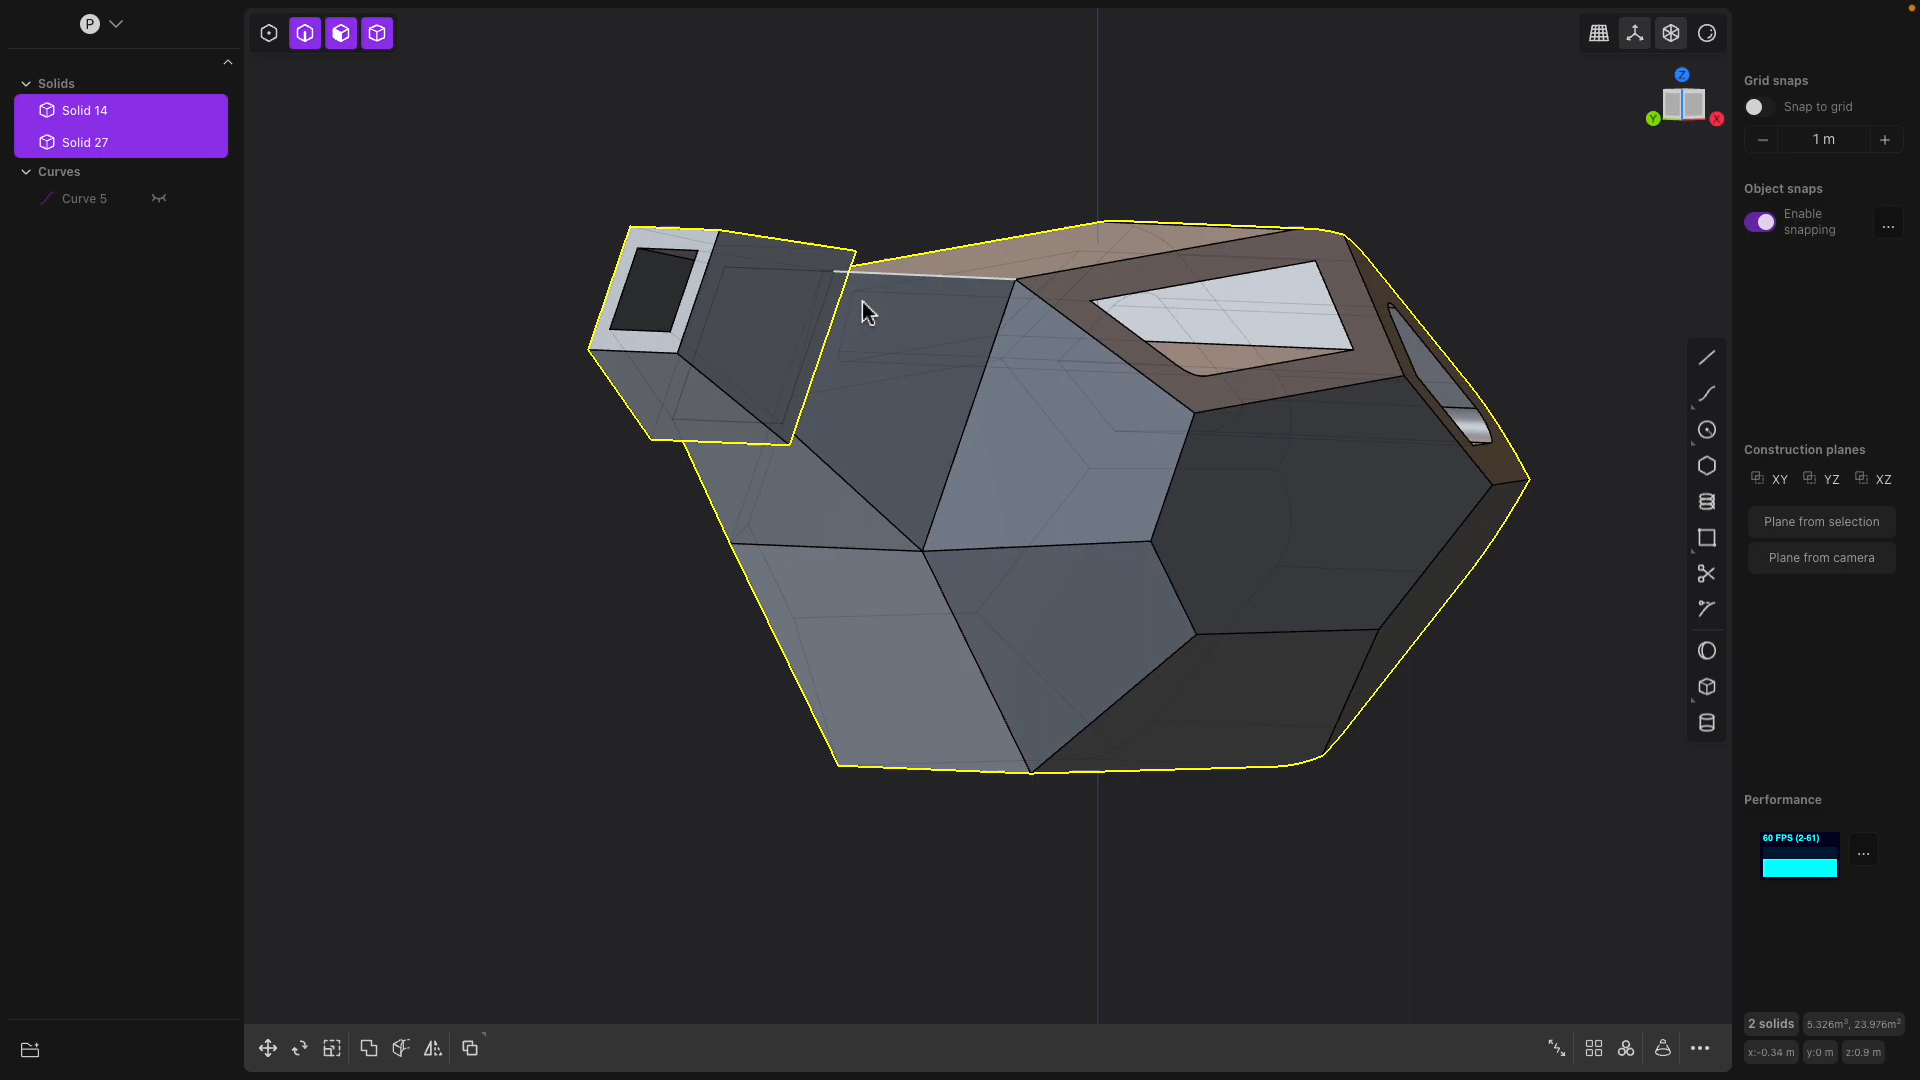 P
Solids
Solid 14
Solid 27
Curves
Curve 5
Z
Y
X
Grid snaps
Snap to grid
1 m
Object snaps
Enable
snapping
...
Construction planes
XY
YZ
XZ
Plane from selection
Plane from camera
Performance
60 FPS (2-61)
...
2 solids
5.326m³, 23.976m²
x:-0.34 m
y:0 m
z:0.9 m